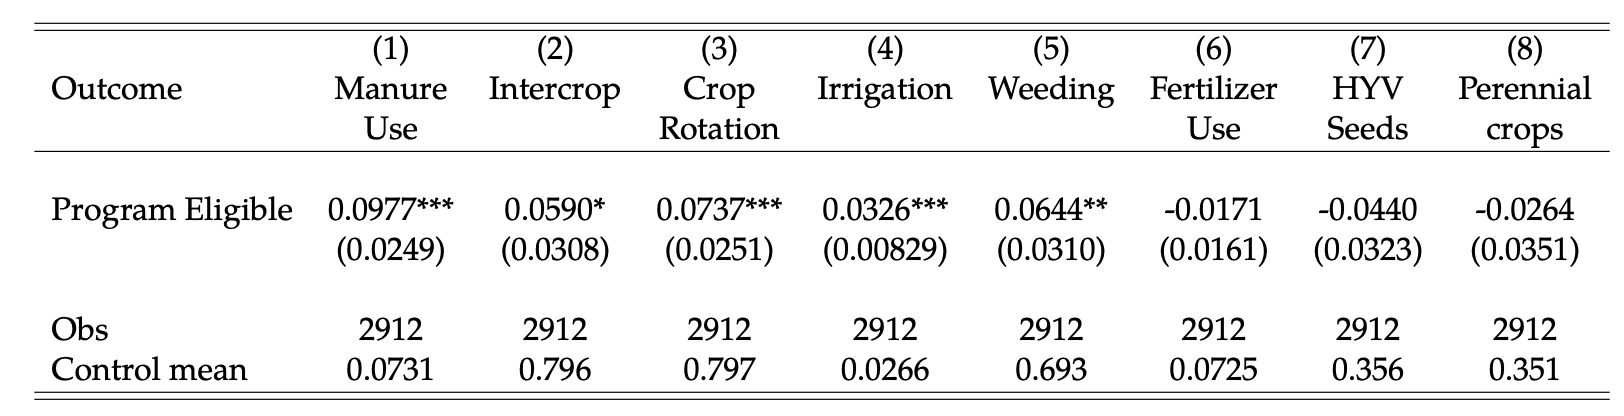 (1) (2) (3) (4) (5) (6) (7) (8)
Outcome Manure Intercrop Crop Irrigation Weeding Fertilizer HYV Perennial
Use Rotation Use Seeds crops
Program Eligible 0.0977*** 0.0590* 0.0737*** 0.0326*** 0.0644** -0.0171 -0.0440 -0.0264
(0.0249) (0.0308) (0.0251) (0.00829) (0.0310) (0.0161) (0.0323) (0.0351)
Obs 2912 2912 2912 2912 2912 2912 2912 2912
Control mean 0.0731 0.796 0.797 0.0266 0.693 0.0725 0.356 0.351